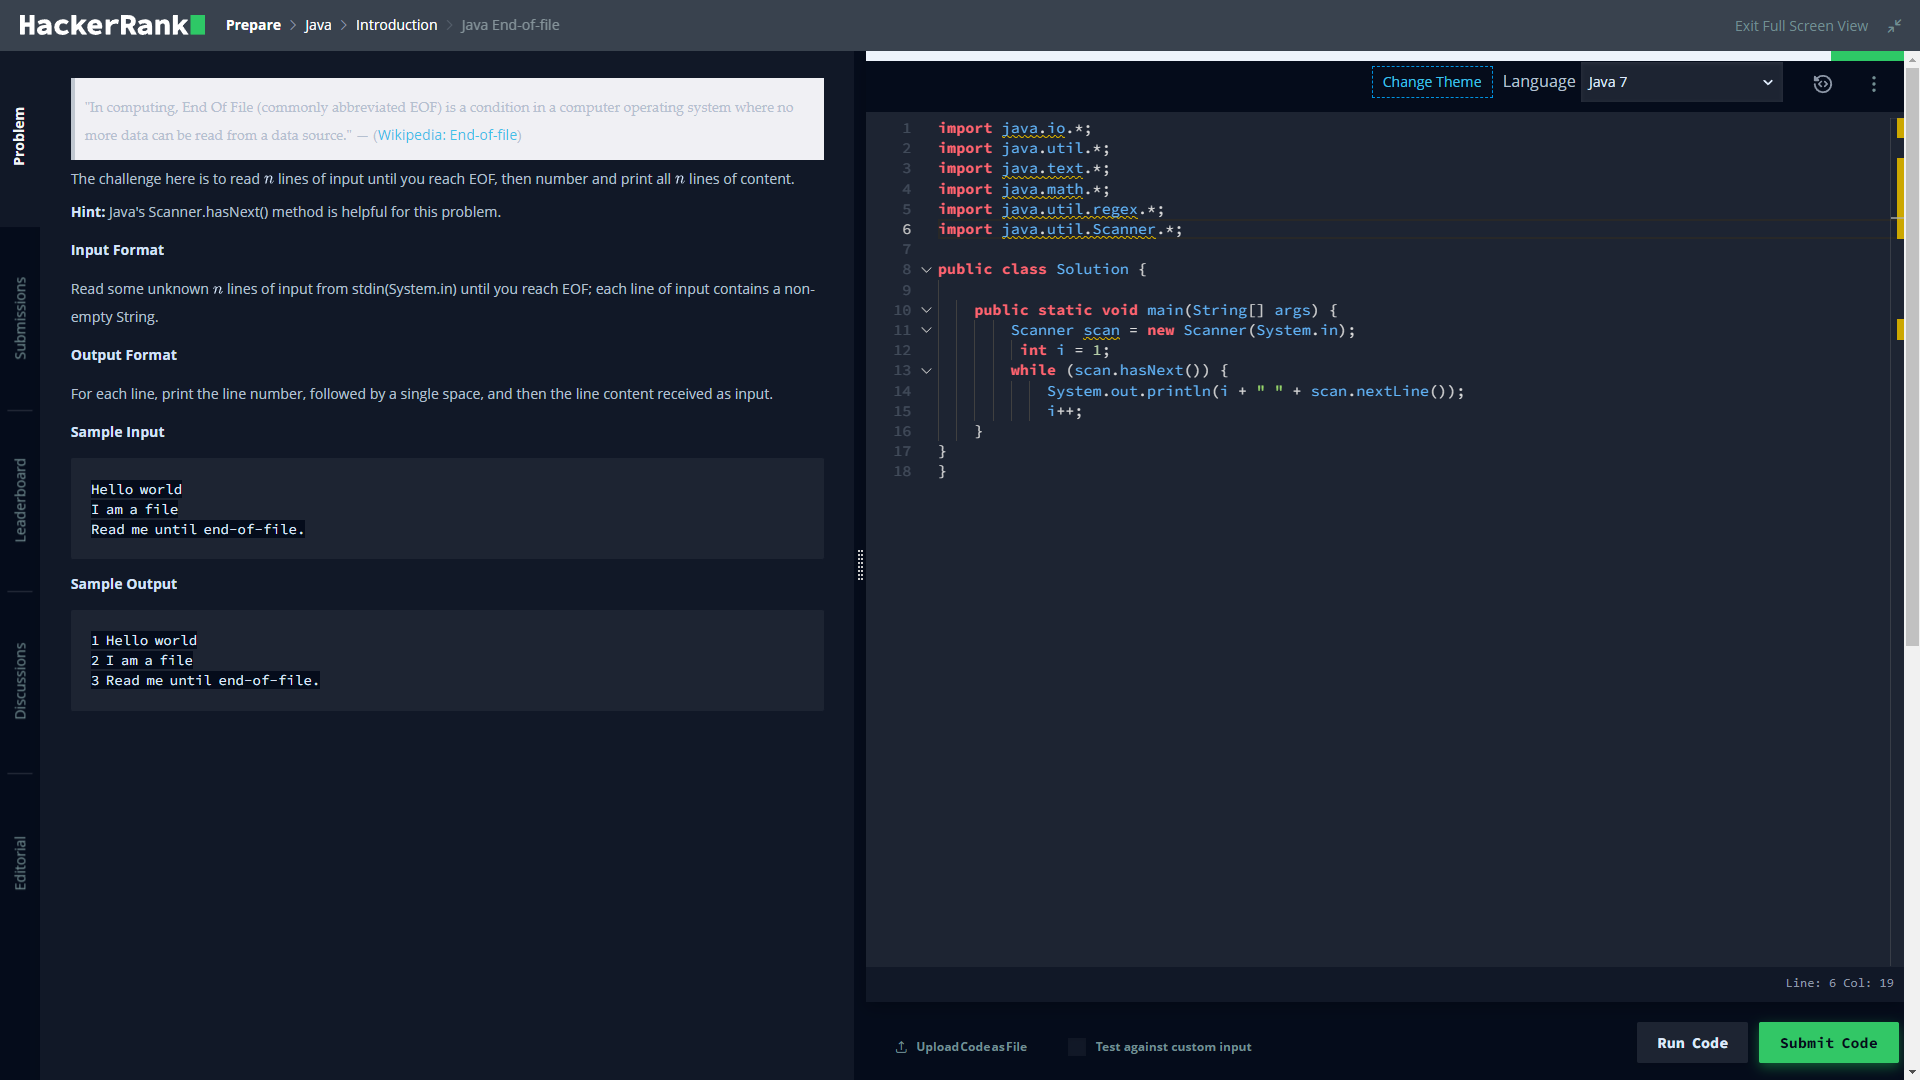 HackerRank Prepare > Java > Introduction > Java End-of-file Exit Full Screen View
Problem
Submissions
Leaderboard
Discussions
Editorial
"In computing, End Of File (commonly abbreviated EOF) is a condition in a computer operating system where no
more data can be read from a data source." — (Wikipedia: End-of-file)
The challenge here is to read n lines of input until you reach EOF, then number and print all n lines of content.
Hint: Java's Scanner.hasNext() method is helpful for this problem.
Input Format
Read some unknown n lines of input from stdin(System.in) until you reach EOF; each line of input contains a non-
empty String.
Output Format
For each line, print the line number, followed by a single space, and then the line content received as input.
Sample Input
Hello world
I am a file
Read me until end-of-file.
Sample Output
1 Hello world
2 I am a file
3 Read me until end-of-file.
Change Theme Language Java 7
1 import java.io.*;
2 import java.util.*;
3 import java.text.*;
4 import java.math.*;
5 import java.util.regex.*;
6 import java.util.Scanner.*;
7
8 public class Solution {
9
10 public static void main(String[] args) {
11 Scanner scan = new Scanner(System.in);
12 int i = 1;
13 while (scan.hasNext()) {
14 System.out.println(i + " " + scan.nextLine());
15 i++;
16 }
17 }
18 }
Line: 6 Col: 19
Upload Code as File Test against custom input Run Code Submit Code